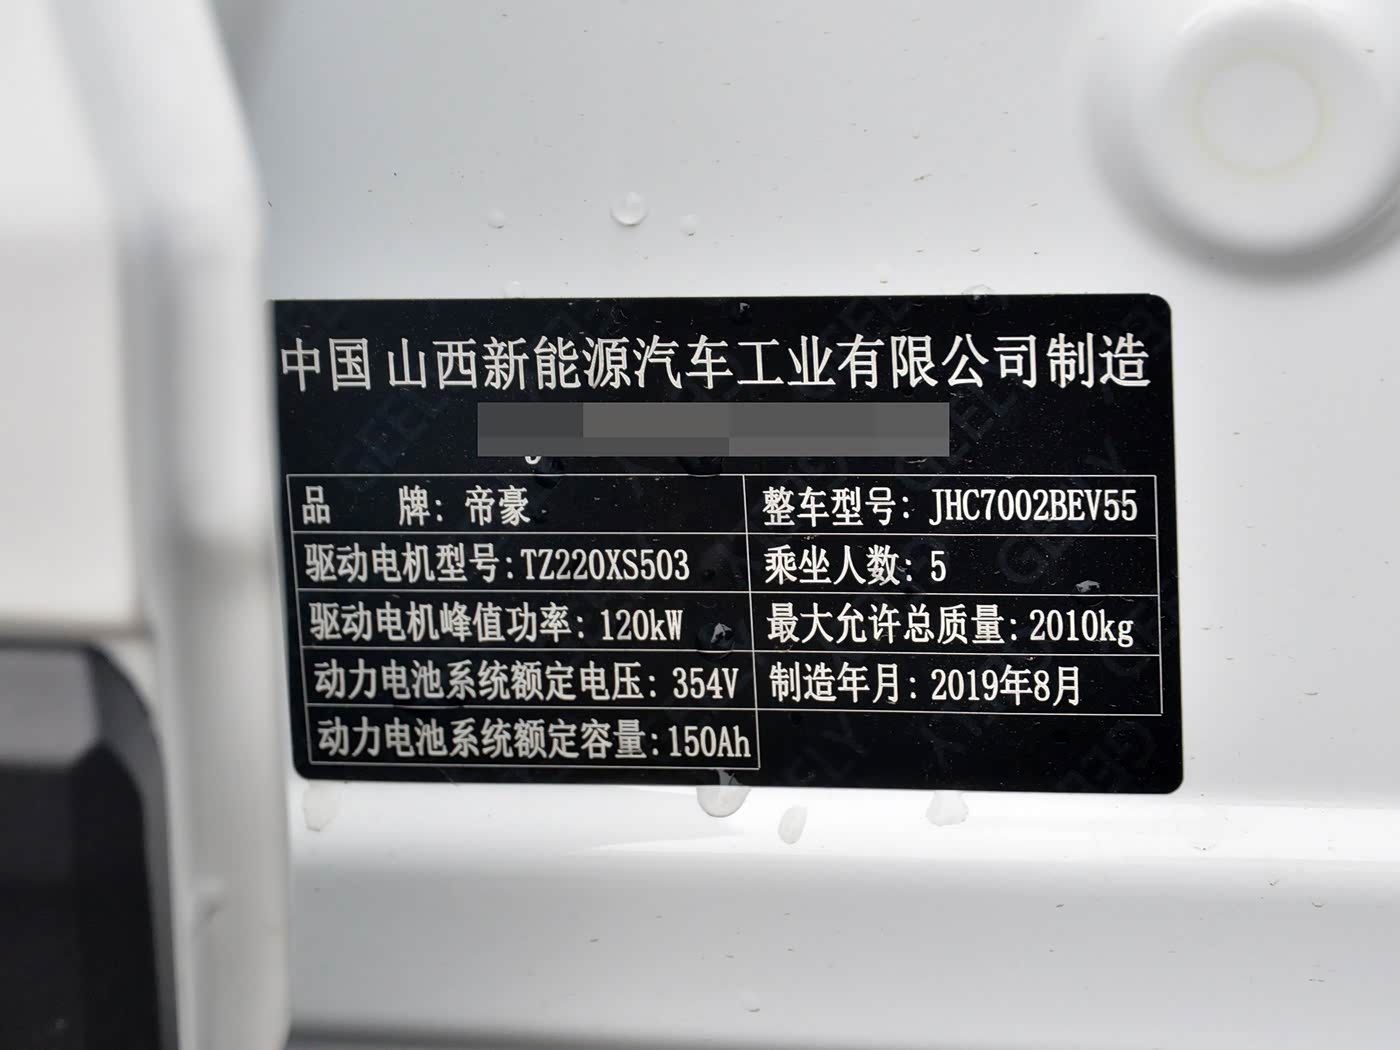 中国 山西新能源汽车工业有限公司制造
品 牌: 帝豪 整车型号: JHC7002BEV55
驱动电机型号:TZ220XS503 乘坐人数: 5
驱动电机峰值功率: 120kW 最大允许总质量: 2010kg
动力电池系统额定电压: 354V 制造年月: 2019年8月
动力电池系统额定容量:150Ah